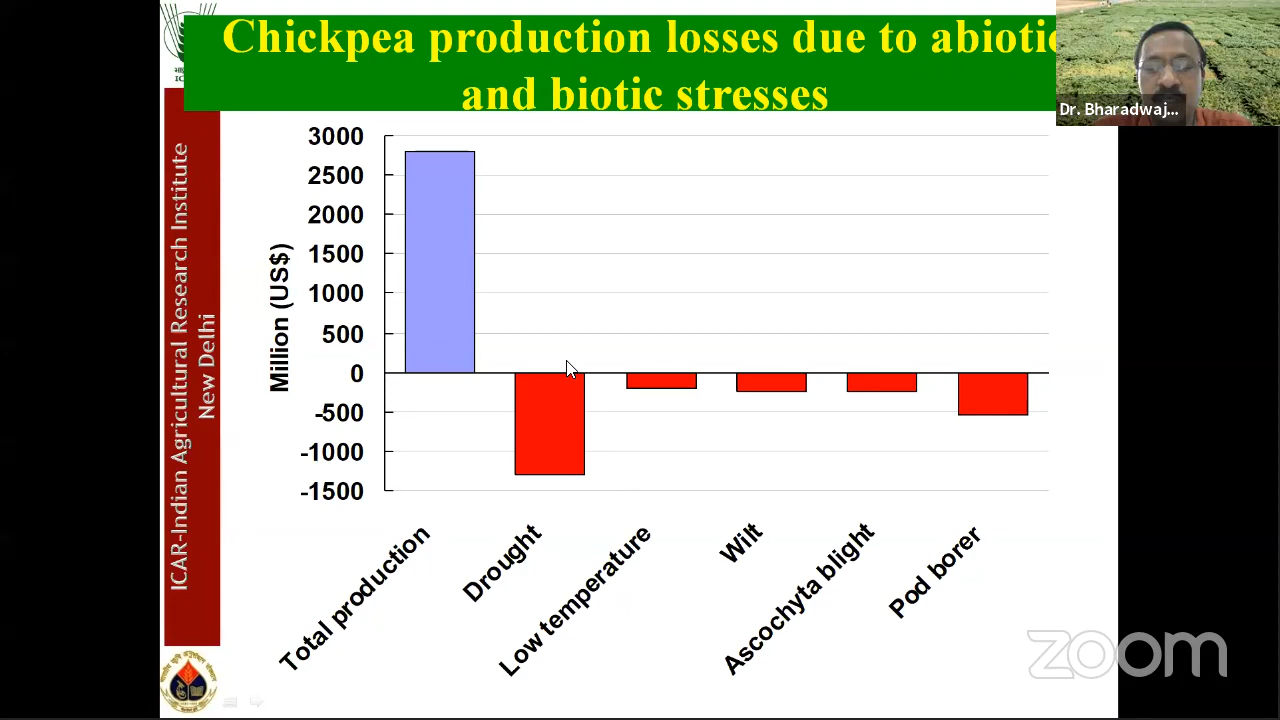 Chickpea production losses due to abiotic
and biotic stresses
Dr. Bharadwaj...
ICAR-Indian Agricultural Research Institute
New Delhi
Million (US$)
3000
2500
2000
1500
1000
500
0
-500
-1000
-1500
Total production
Drought
Low temperature
Wilt
Ascochyta blight
Pod borer
zoom